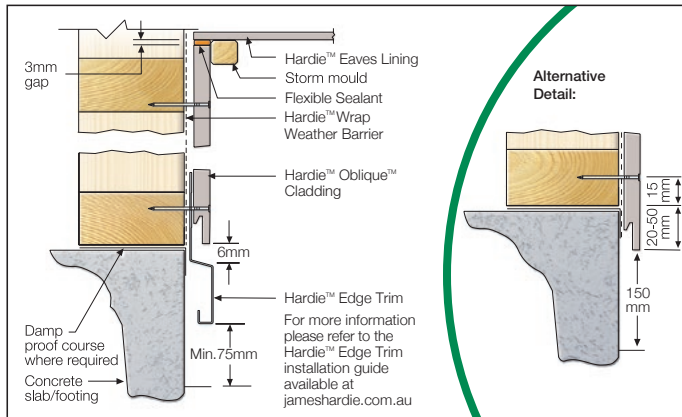 3mm
gap
Hardie™ Eaves Lining
Storm mould
Flexible Sealant
Hardie™ Wrap
Weather Barrier
Hardie™ Oblique™
Cladding
6mm
Hardie™ Edge Trim
For more information
please refer to the
Hardie™ Edge Trim
installation guide
available at
jameshardie.com.au
Min.75mm
Damp
proof course
where required
Concrete
slab/footing
Alternative
Detail:
15
mm
20-50
mm
150
mm